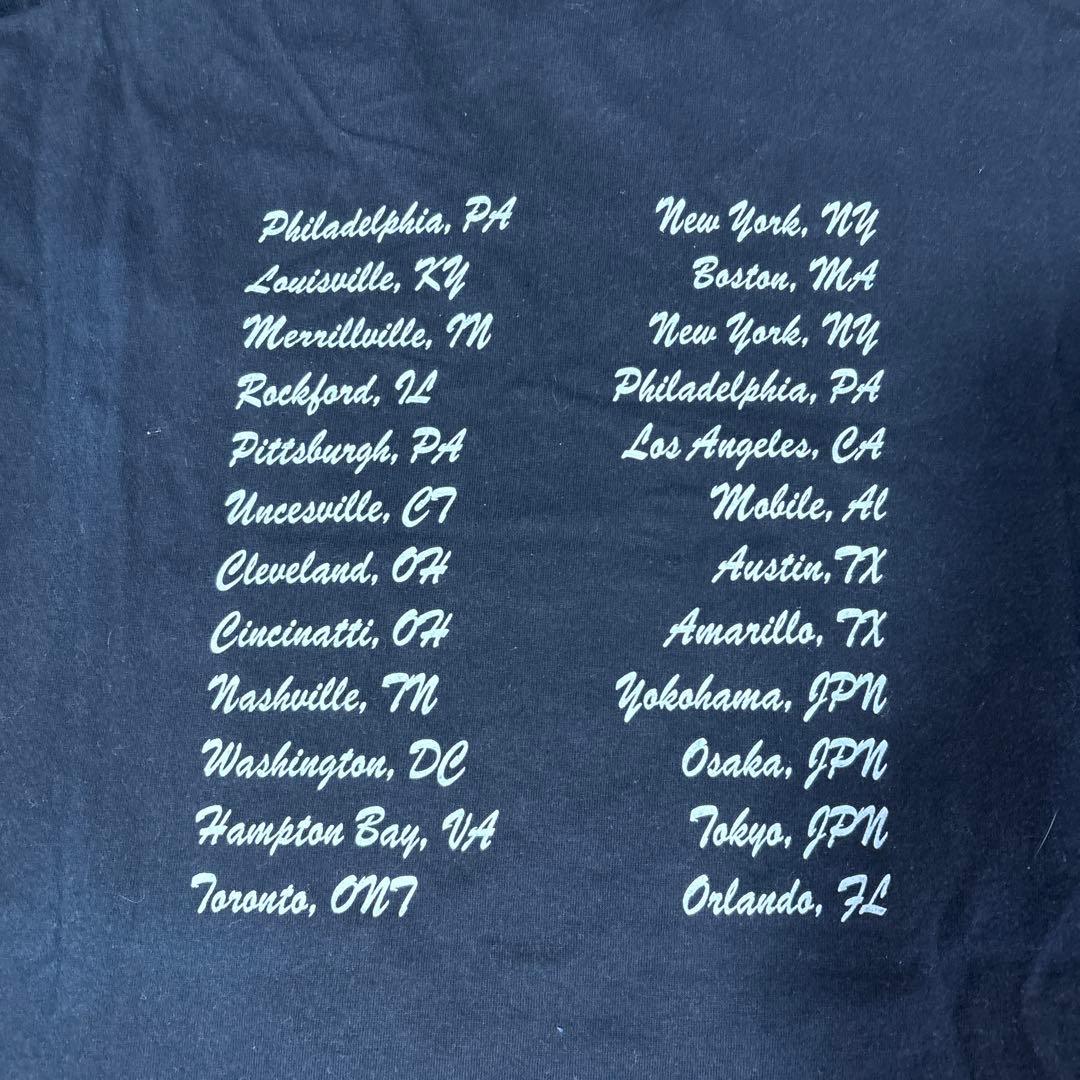 Philadelphia, PA
Louisville, KY
Merrillville, IN
Rockford, IL
Pittsburgh, PA
Uncesville, CT
Cleveland, OH
Cincinatti, OH
Nashville, TN
Washington, DC
Hampton Bay, VA
Toronto, ONT
New York, NY
Boston, MA
New York, NY
Philadelphia, PA
Los Angeles, CA
Mobile, Al
Austin, TX
Amarillo, TX
Yokohama, JPN
Osaka, JPN
Tokyo, JPN
Orlando, FL